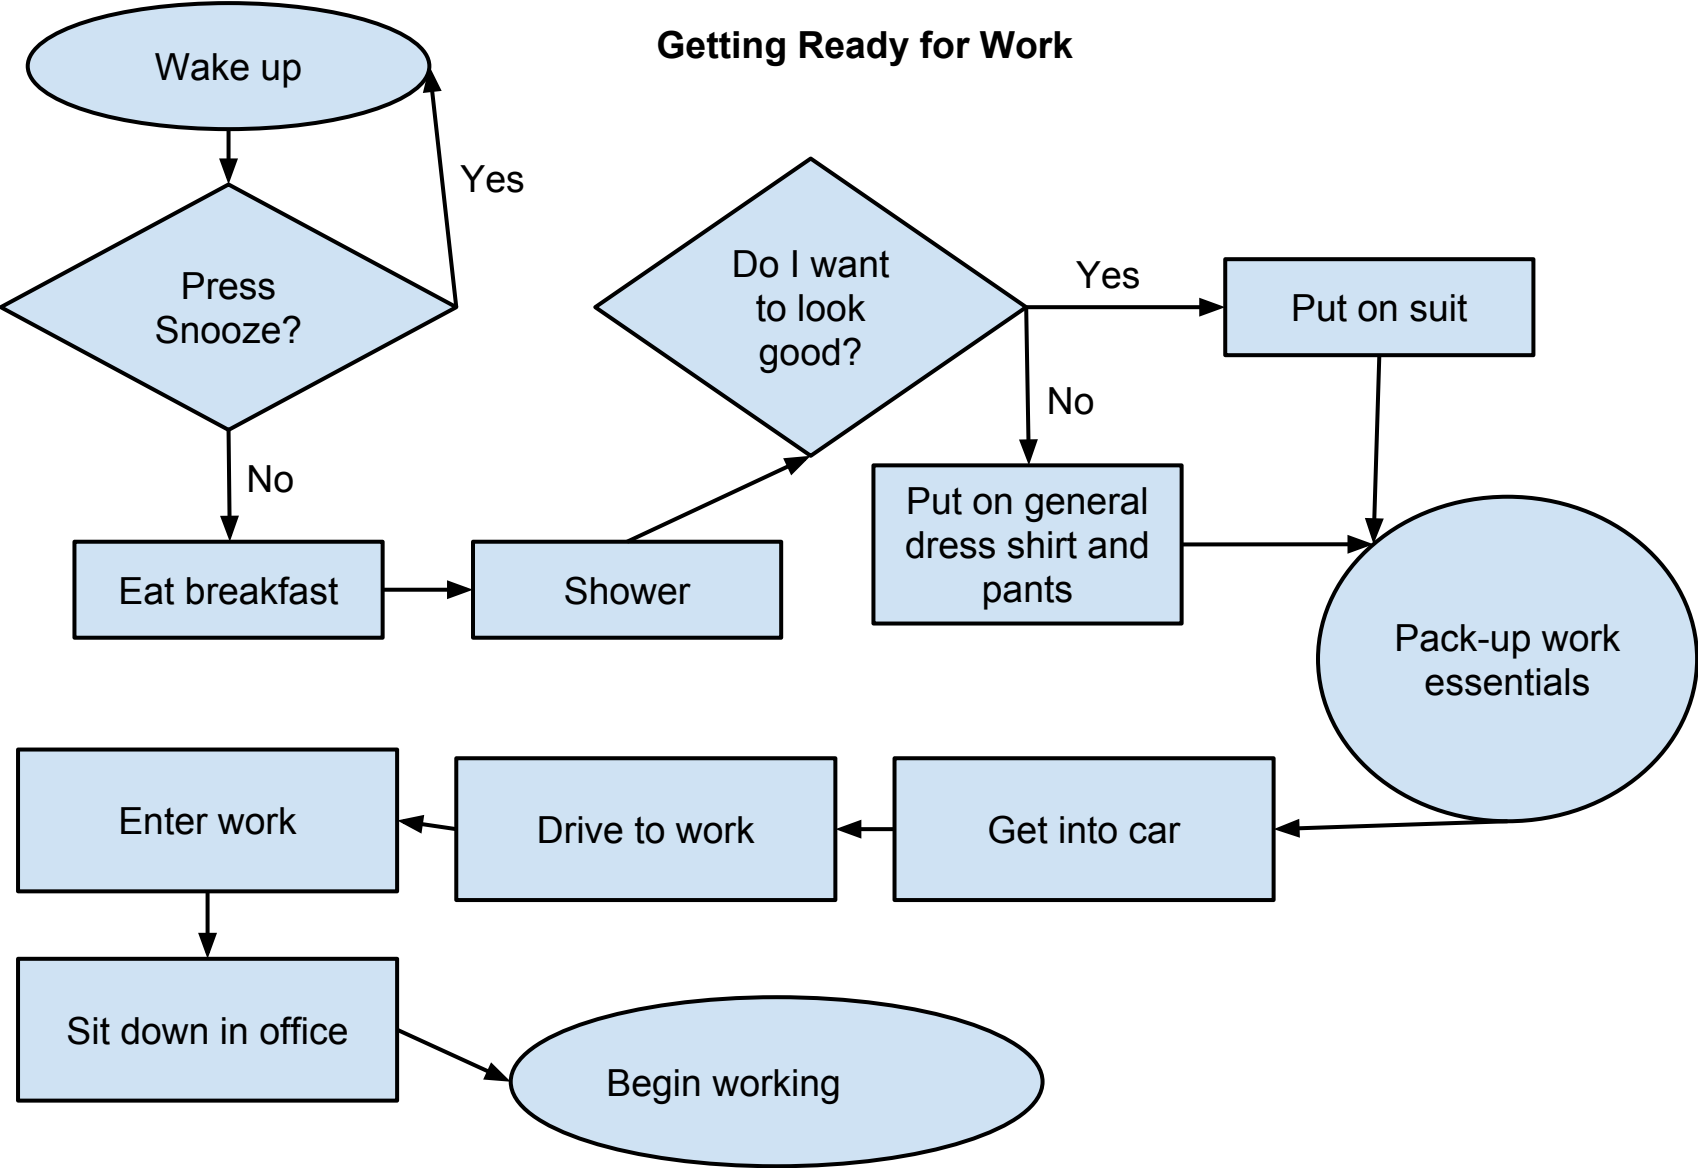 Getting Ready for Work
Wake up
Yes
Press
Snooze?
No
Eat breakfast
Shower
Do I want
to look
good?
Yes
Put on suit
No
Put on general
dress shirt and
pants
Pack-up work
essentials
Get into car
Drive to work
Enter work
Sit down in office
Begin working